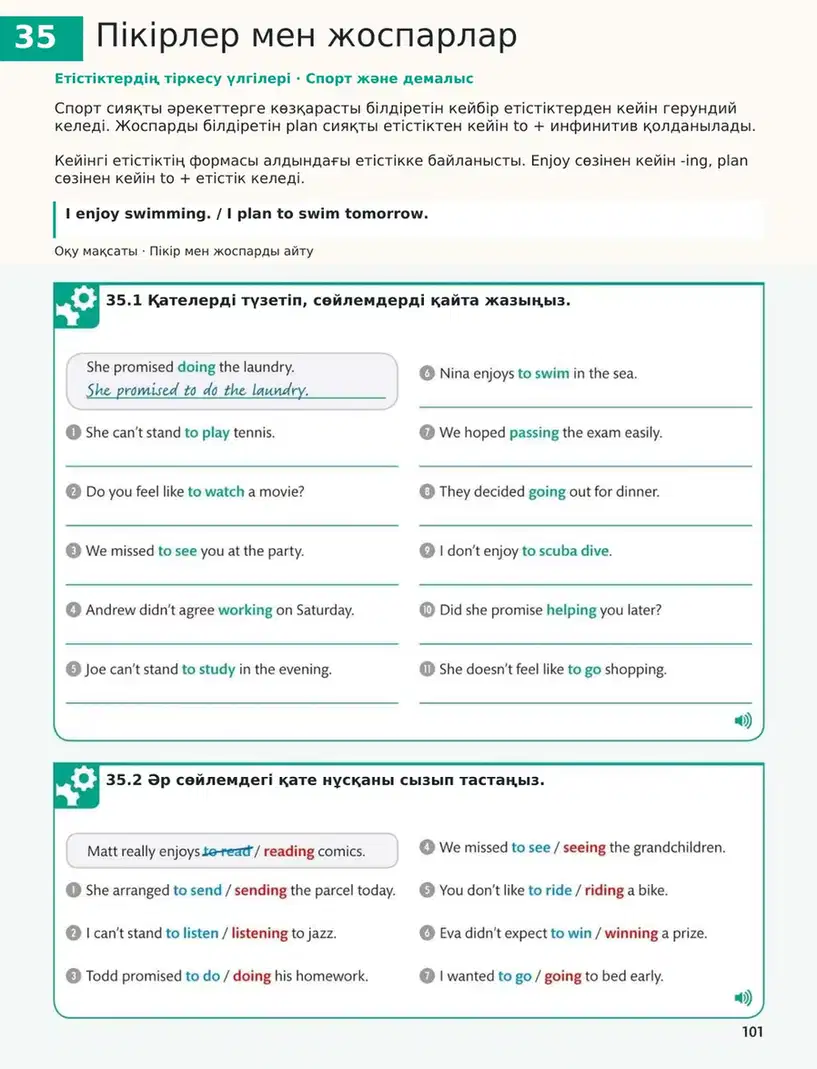 35 Пікірлер мен жоспарлар
Етістіктердің тіркесу үлгілері · Спорт және демалыс
Спорт сияқты әрекеттерге көзқарасты білдіретін кейбір етістіктерден кейін герундий
келеді. Жоспарды білдіретін plan сияқты етістіктен кейін to + инфинитив қолданылады.
Кейінгі етістіктің формасы алдындағы етістікке байланысты. Enjoy сөзінен кейін -ing, plan
сөзінен кейін to + етістік келеді.
I enjoy swimming. / I plan to swim tomorrow.
Оқу мақсаты · Пікір мен жоспарды айту
35.1 Қателерді түзетіп, сөйлемдерді қайта жазыңыз.
She promised doing the laundry.
She promised to do the laundry.
1 She can't stand to play tennis.
2 Do you feel like to watch a movie?
3 We missed to see you at the party.
4 Andrew didn't agree working on Saturday.
5 Joe can't stand to study in the evening.
6 Nina enjoys to swim in the sea.
7 We hoped passing the exam easily.
8 They decided going out for dinner.
9 I don't enjoy to scuba dive.
10 Did she promise helping you later?
11 She doesn't feel like to go shopping.
35.2 Әр сөйлемдегі қате нұсқаны сызып тастаңыз.
Matt really enjoys to read / reading comics.
1 She arranged to send / sending the parcel today.
2 I can't stand to listen / listening to jazz.
3 Todd promised to do / doing his homework.
4 We missed to see / seeing the grandchildren.
5 You don't like to ride / riding a bike.
6 Eva didn't expect to win / winning a prize.
7 I wanted to go / going to bed early.
101